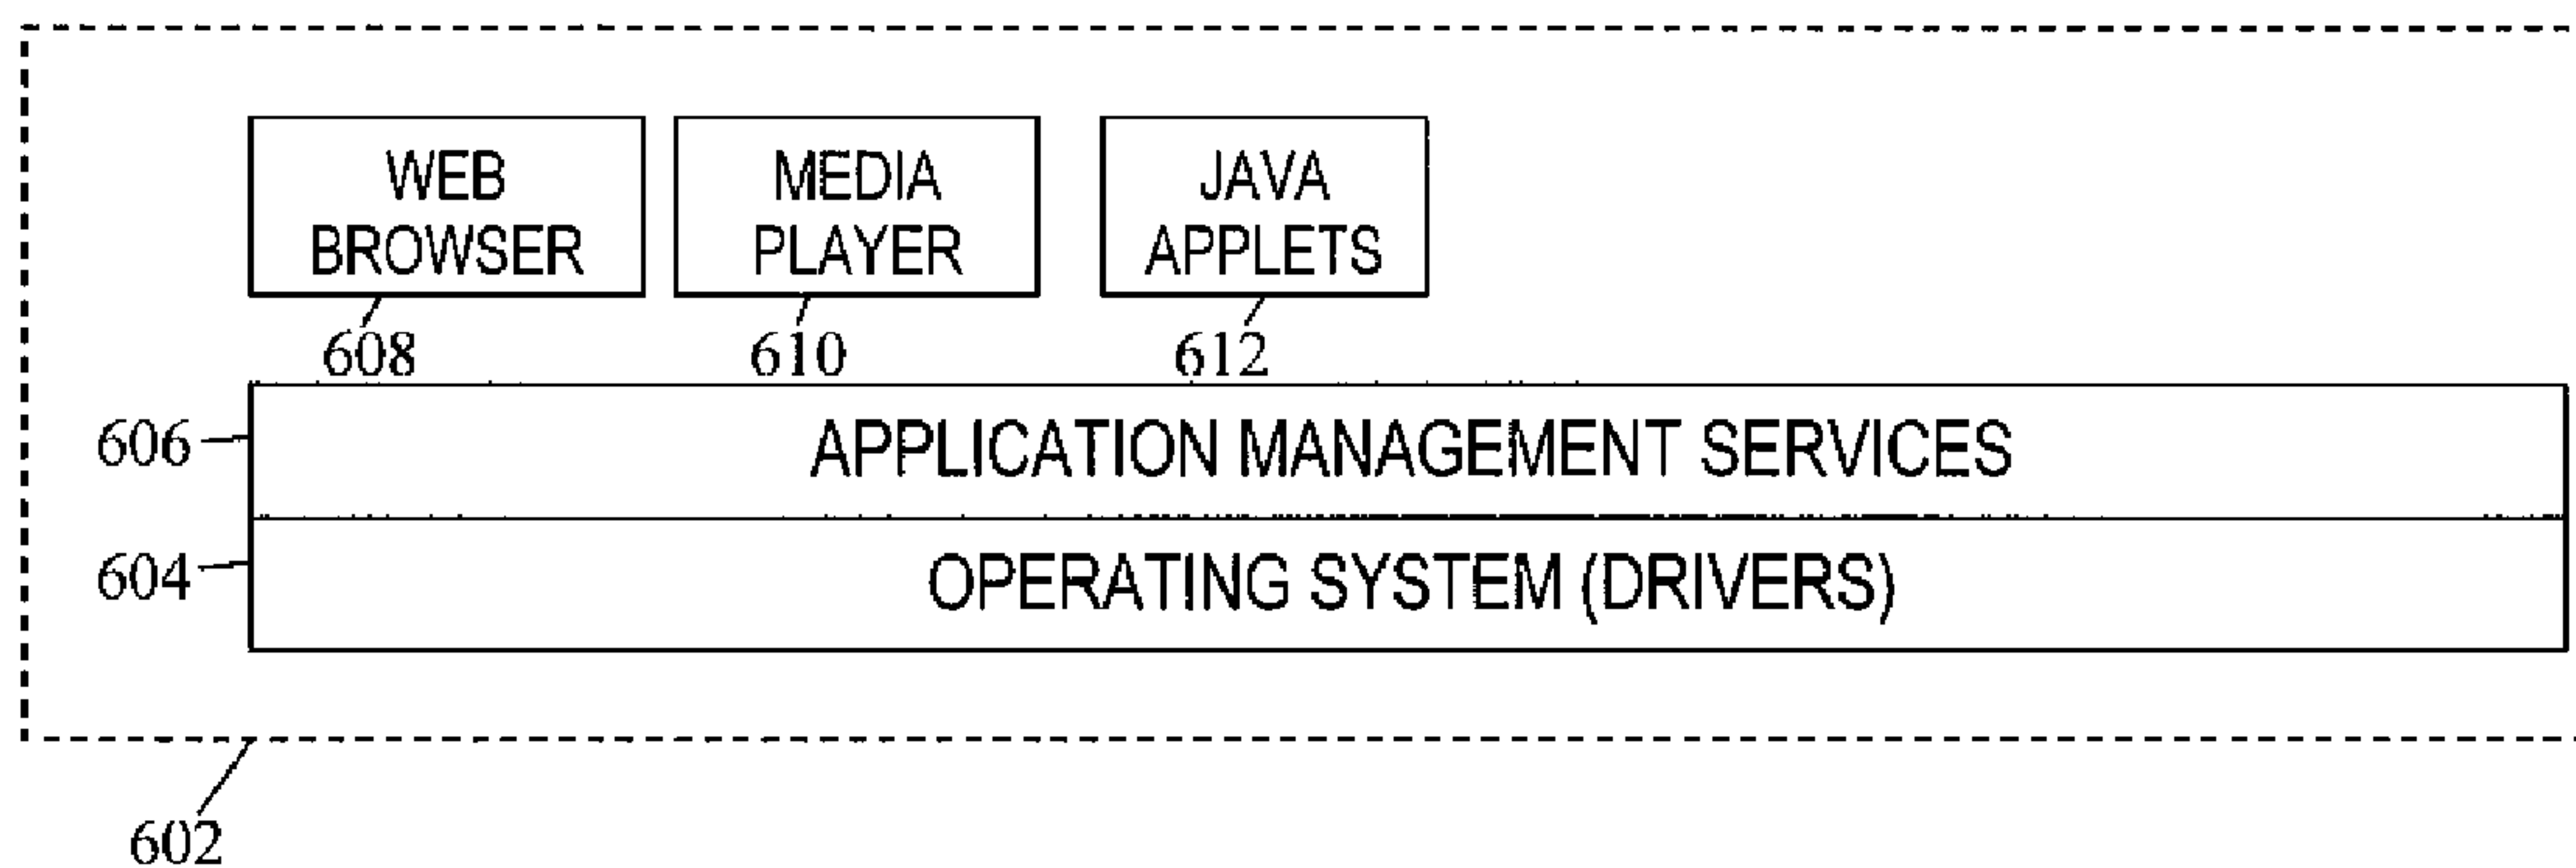 WEB
BROWSER
MEDIA
PLAYER
JAVA
APPLETS
608
610
612
606
APPLICATION MANAGEMENT SERVICES
604
OPERATING SYSTEM (DRIVERS)
602